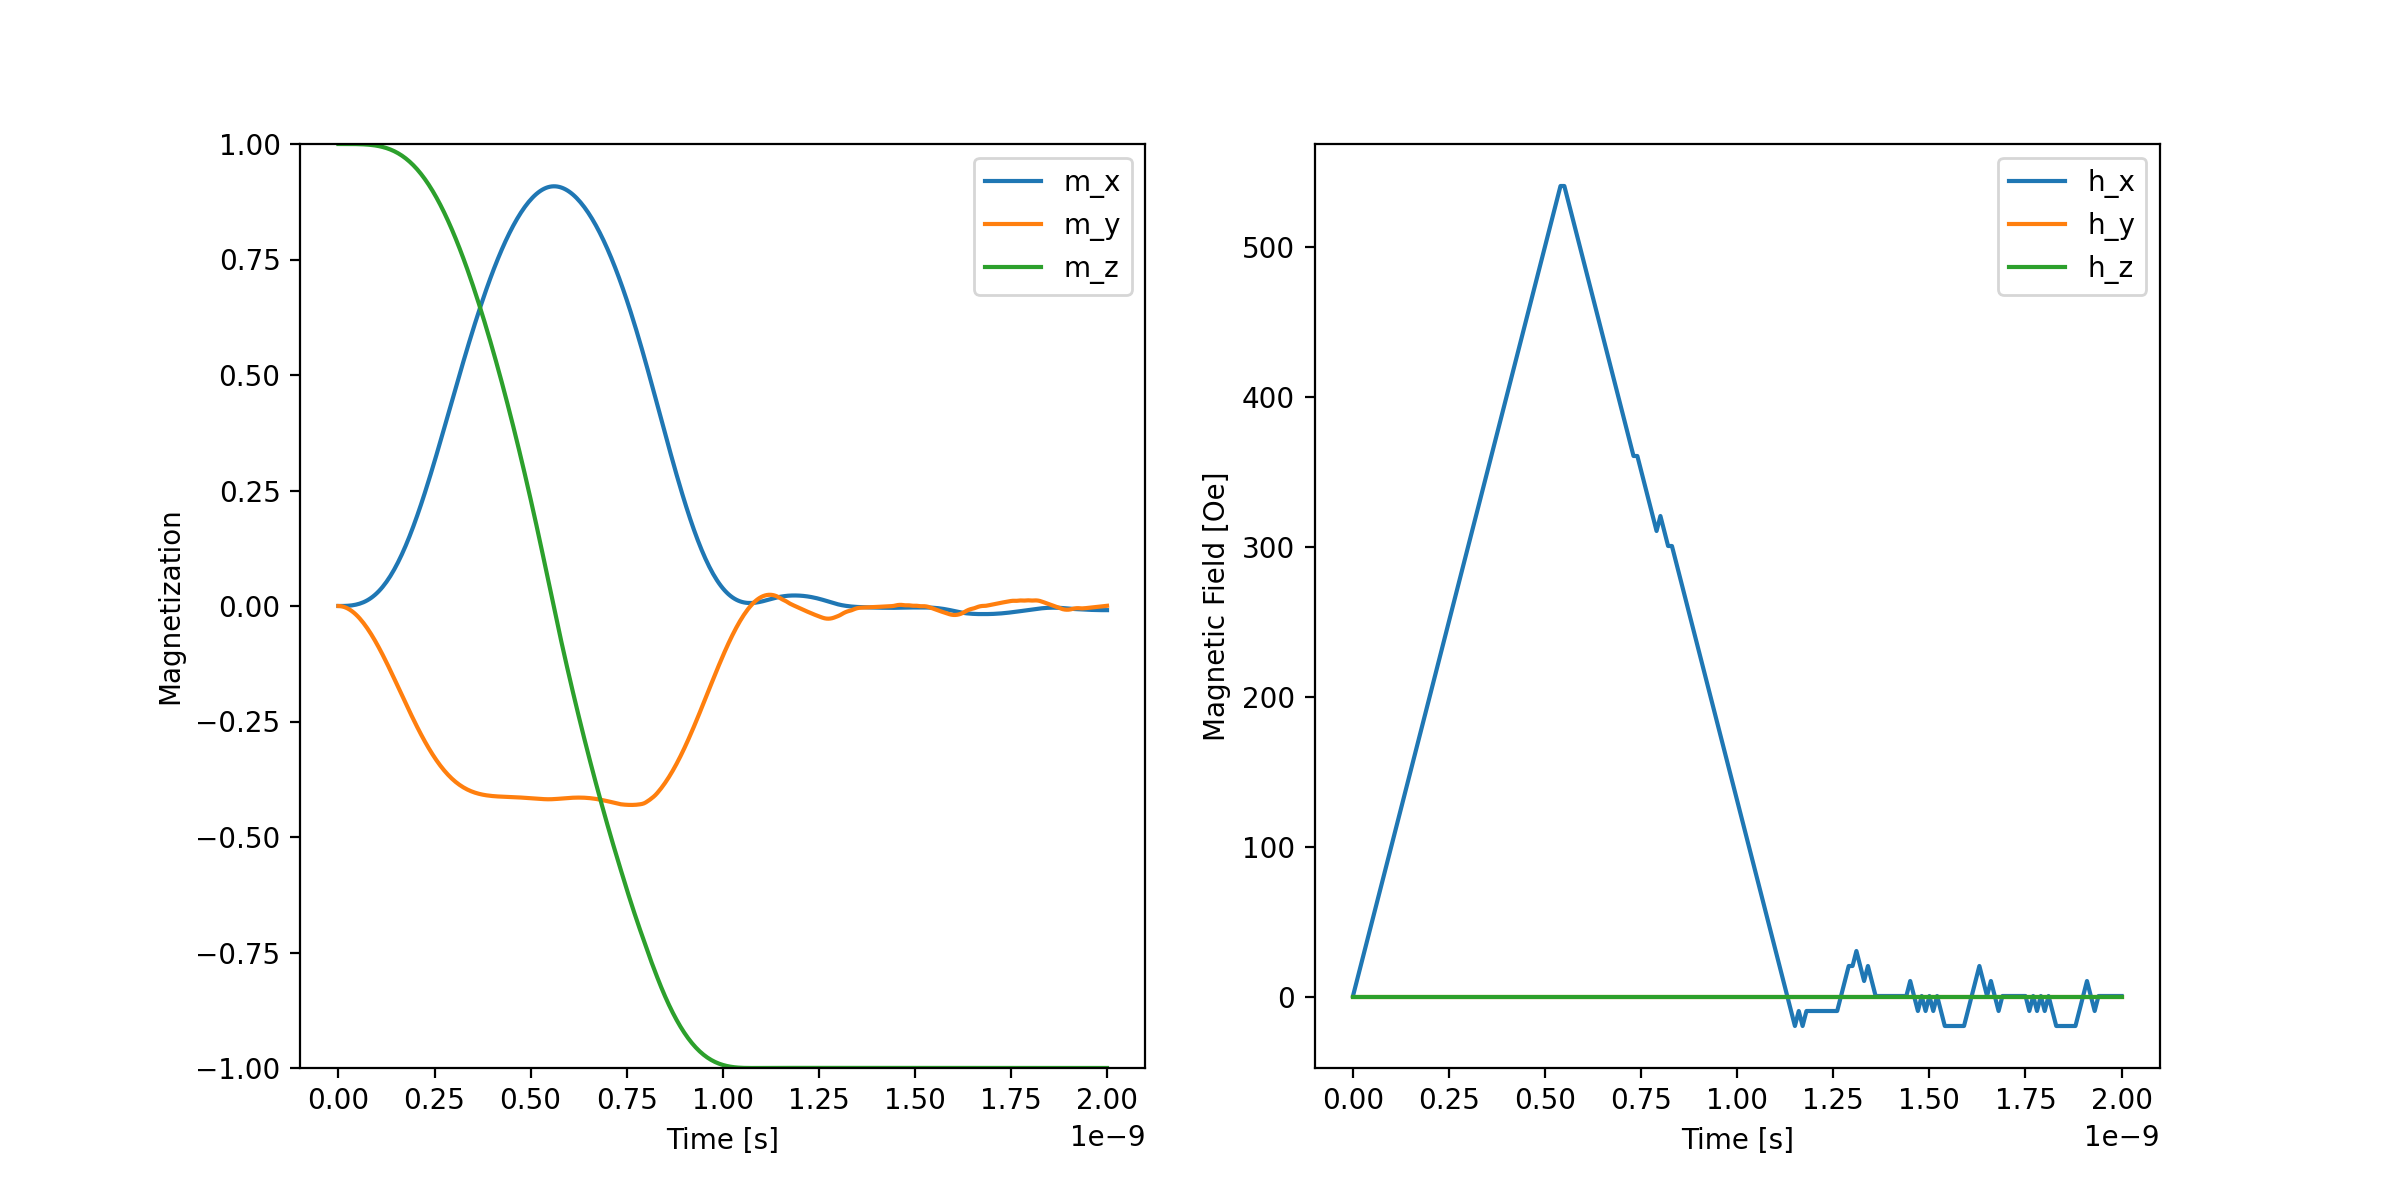 1.00
0.75
0.50
0.25
0.00
−0.25
−0.50
−0.75
−1.00
Magnetization
m_x
m_y
m_z
0.00 0.25 0.50 0.75 1.00 1.25 1.50 1.75 2.00
Time [s]
1e−9
500
400
300
200
100
0
Magnetic Field [Oe]
h_x
h_y
h_z
0.00 0.25 0.50 0.75 1.00 1.25 1.50 1.75 2.00
Time [s]
1e−9